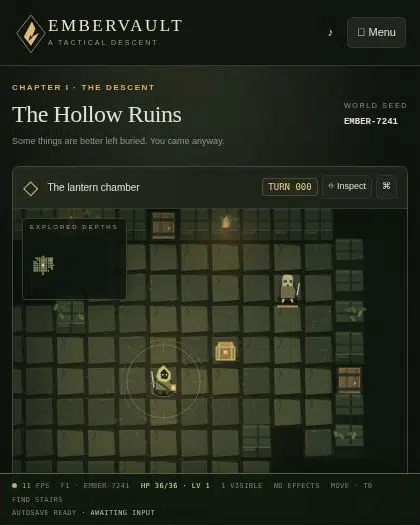 EMBERVAULT
A TACTICAL DESCENT
♪
Menu
CHAPTER I · THE DESCENT
The Hollow Ruins
WORLD SEED
EMBER-7241
Some things are better left buried. You came anyway.
The lantern chamber
TURN 000
Inspect
⌘
EXPLORED DEPTHS
11 FPS F1 · EMBER-7241 HP 36/36 · LV 1 1 VISIBLE NO EFFECTS MOVE · TO
FIND STAIRS
AUTOSAVE READY · AWAITING INPUT